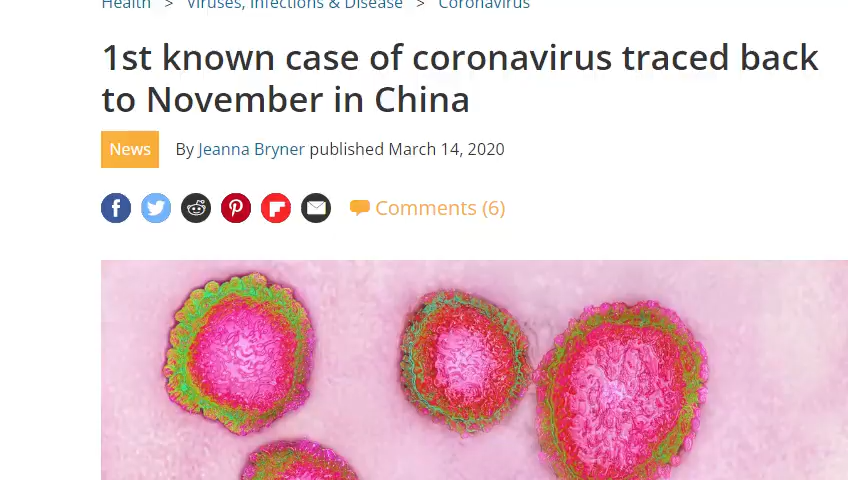 Health > Viruses, Infections & Disease > Coronavirus
1st known case of coronavirus traced back
to November in China
News By Jeanna Bryner published March 14, 2020
Comments (6)